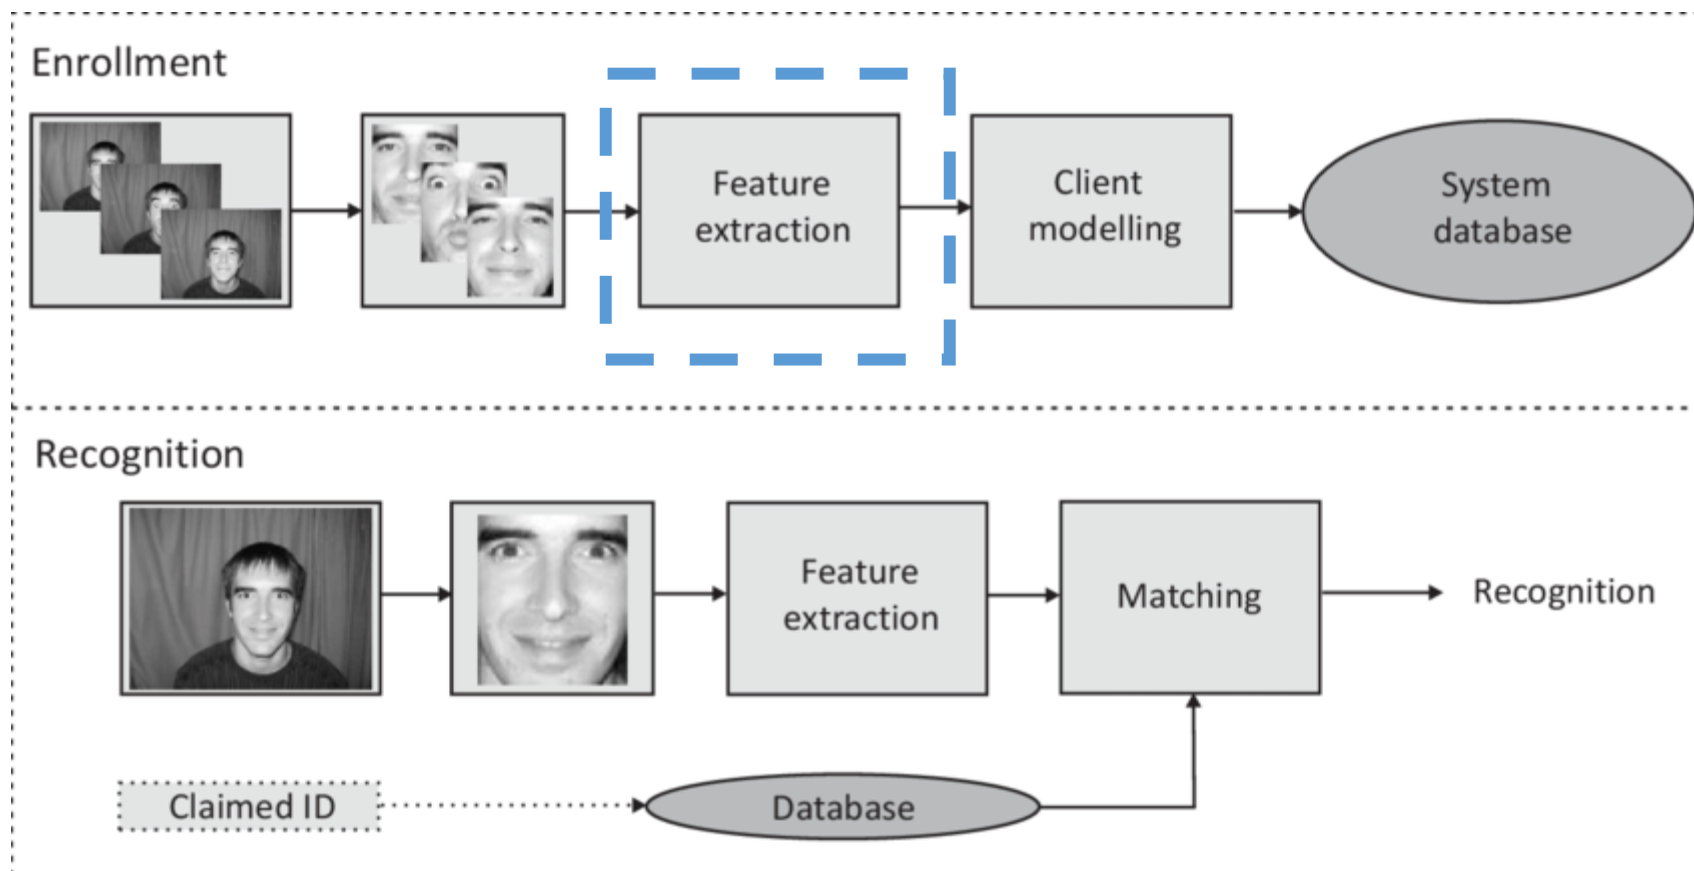 Enrollment
Feature
extraction
Client
modelling
System
database
Recognition
Feature
extraction
Matching
Recognition
Claimed ID
Database